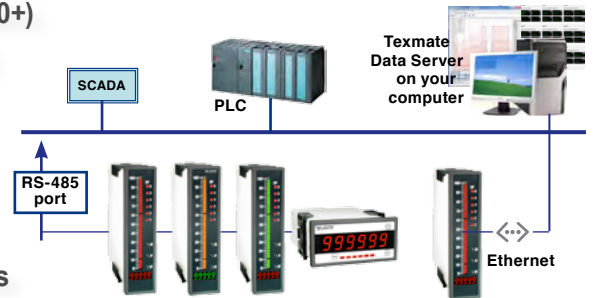 0+)
Texmate
Data Server
on your
computer
SCADA
PLC
RS-485
port
999999
Ethernet
s